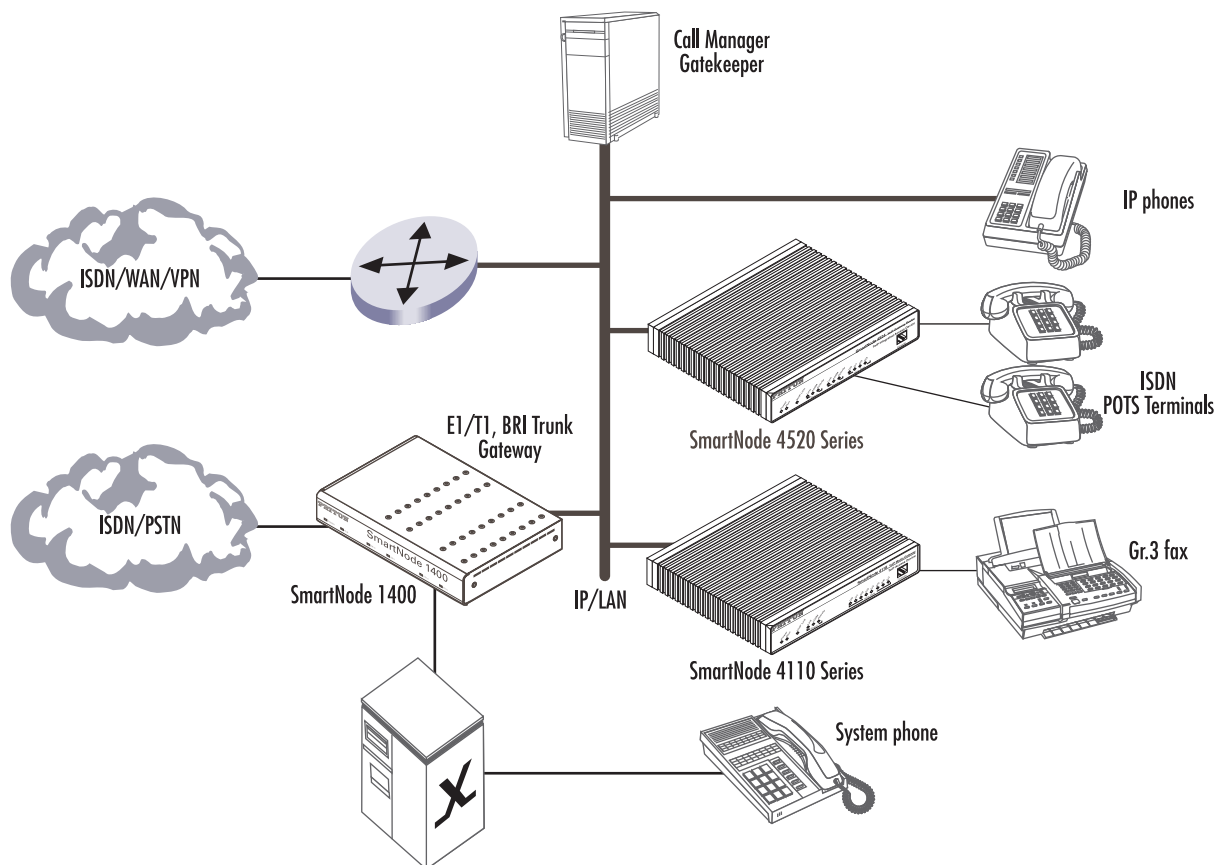 Call Manager
Gatekeeper
IP phones
ISDN/WAN/VPN
ISDN
POTS Terminals
SmartNode 4520 Series
E1/T1, BRI Trunk
Gateway
ISDN/PSTN
SmartNode 1400
SmartNode 1400
IP/LAN
Gr.3 fax
SmartNode 4110 Series
System phone